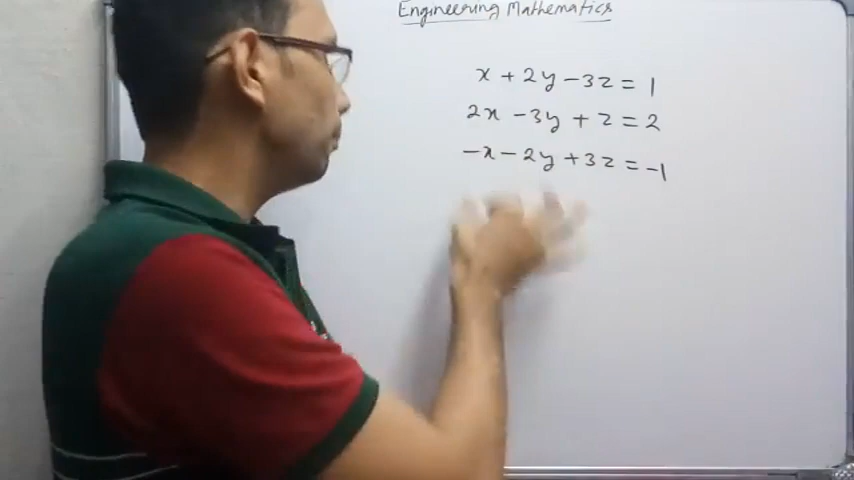 Engineering Mathematics
x + 2y - 3z = 1
2x - 3y + z = 2
-x - 2y + 3z = -1